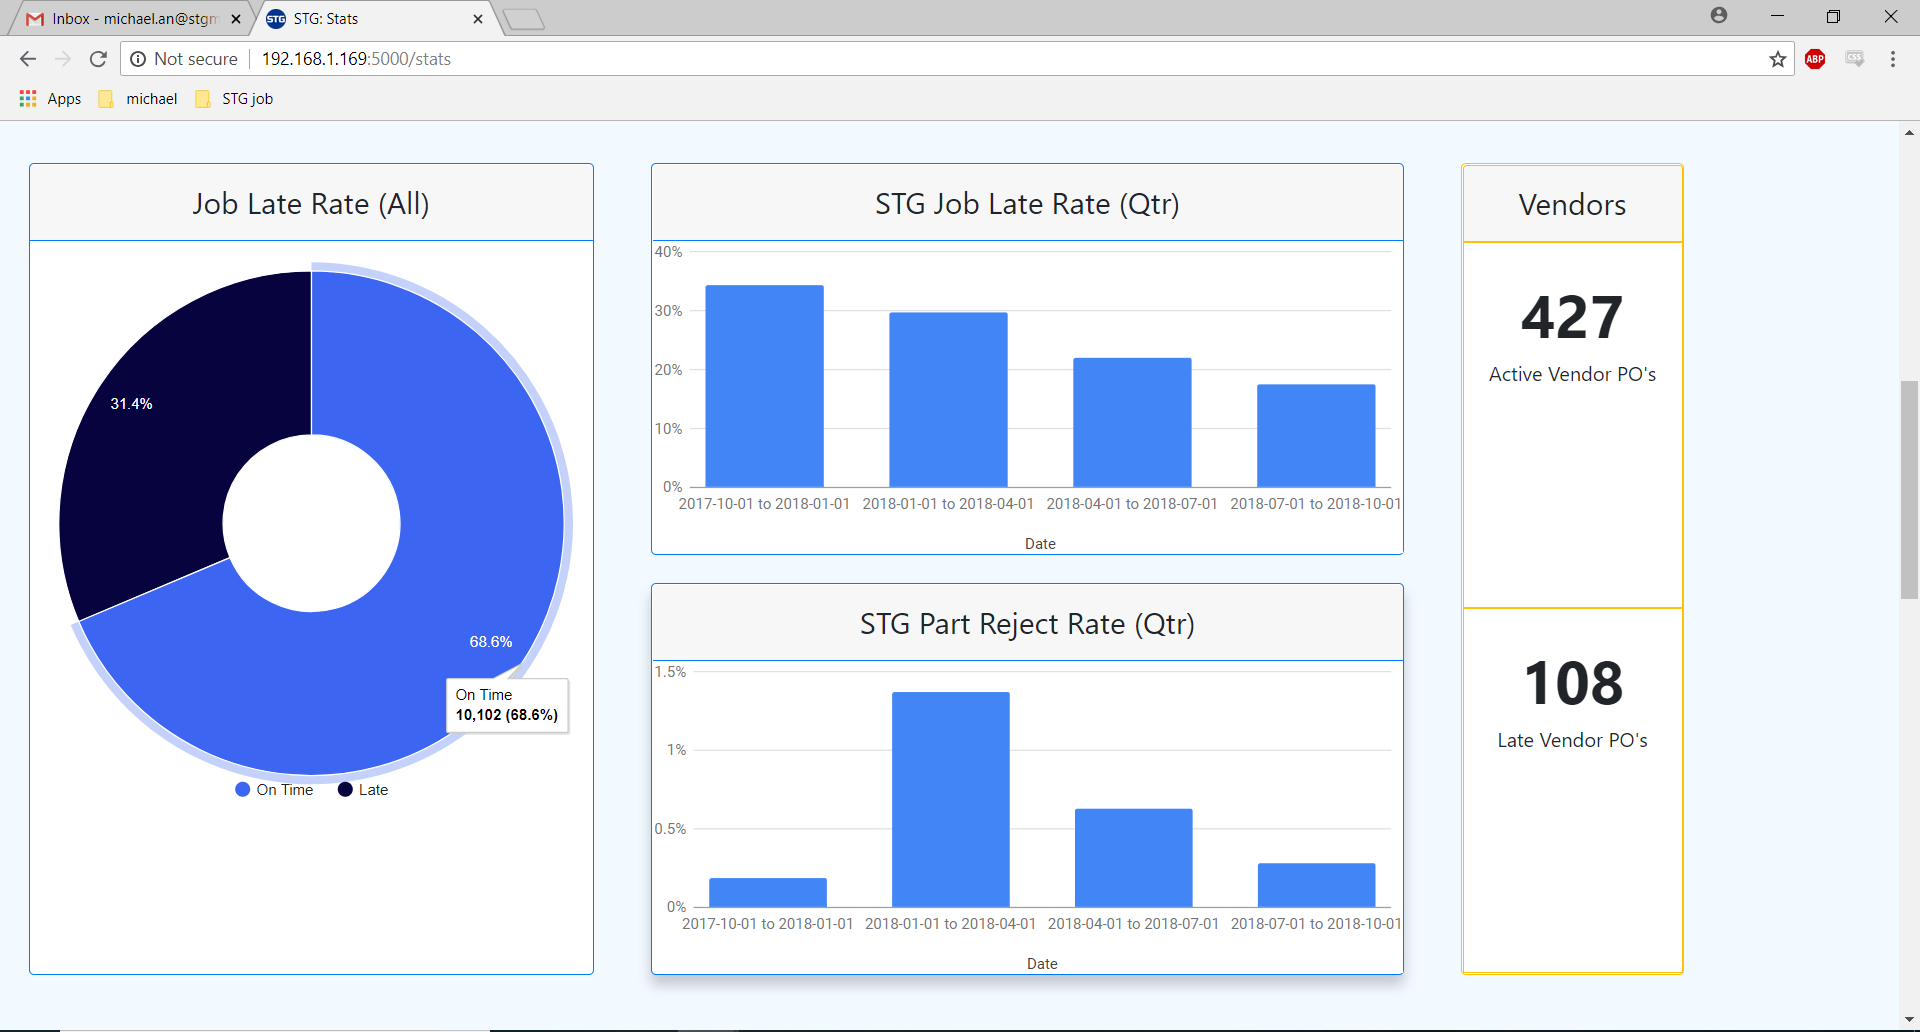 Inbox - michael.an@stgm
STG
STG: Stats
Not secure
192.168.1.169:5000/stats
ABP
CSS
Apps
michael
STG job
Job Late Rate (All)
31.4%
68.6%
On Time
10,102 (68.6%)
On Time
Late
STG Job Late Rate (Qtr)
40%
30%
20%
10%
0%
2017-10-01 to 2018-01-01
2018-01-01 to 2018-04-01
2018-04-01 to 2018-07-01
2018-07-01 to 2018-10-01
Date
STG Part Reject Rate (Qtr)
1.5%
1%
0.5%
0%
2017-10-01 to 2018-01-01
2018-01-01 to 2018-04-01
2018-04-01 to 2018-07-01
2018-07-01 to 2018-10-01
Date
Vendors
427
Active Vendor PO's
108
Late Vendor PO's